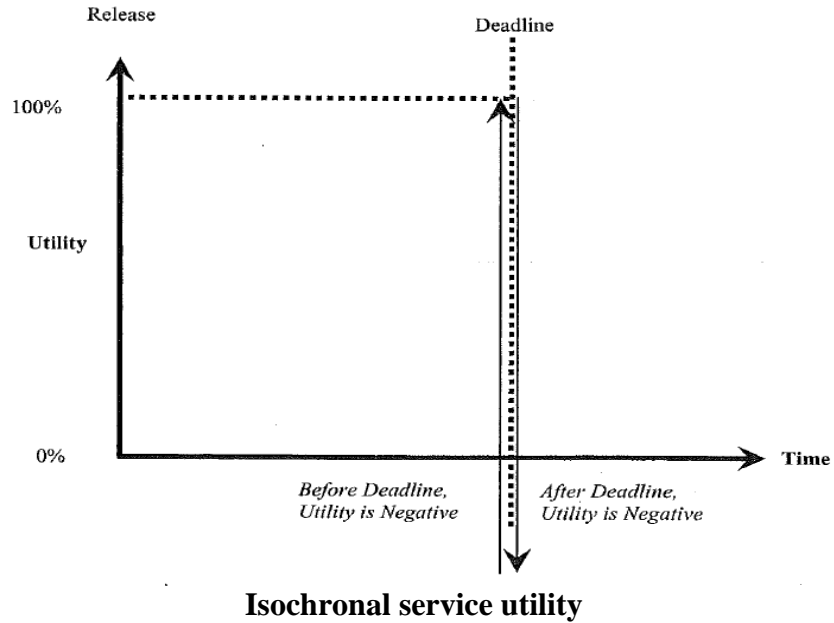 Release
Deadline
100%
Utility
0%
Time
Before Deadline,
Utility is Negative
After Deadline,
Utility is Negative
Isochronal service utility